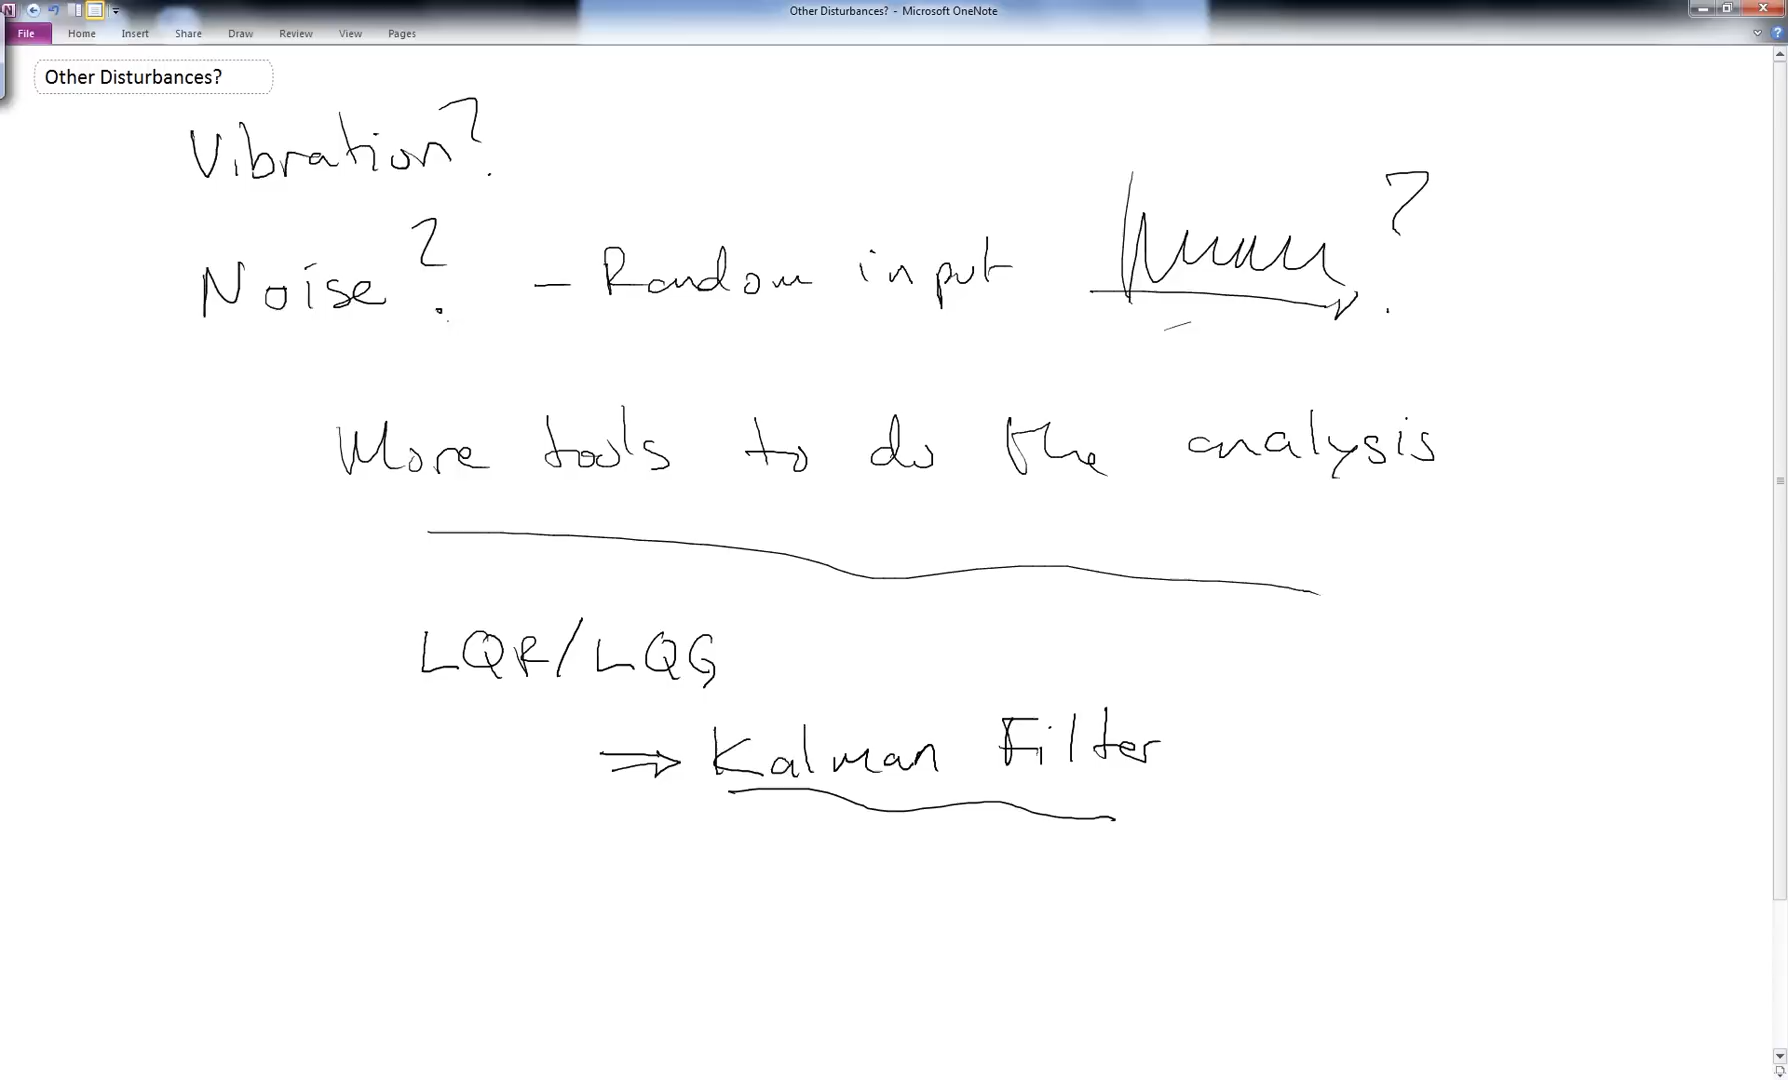 Other Disturbances? - Microsoft OneNote
File Home Insert Share Draw Review View Pages
Other Disturbances?
Vibration?
Noise? - Random input ?
More tools to do the analysis
LQR/LQG
⇒ Kalman Filter